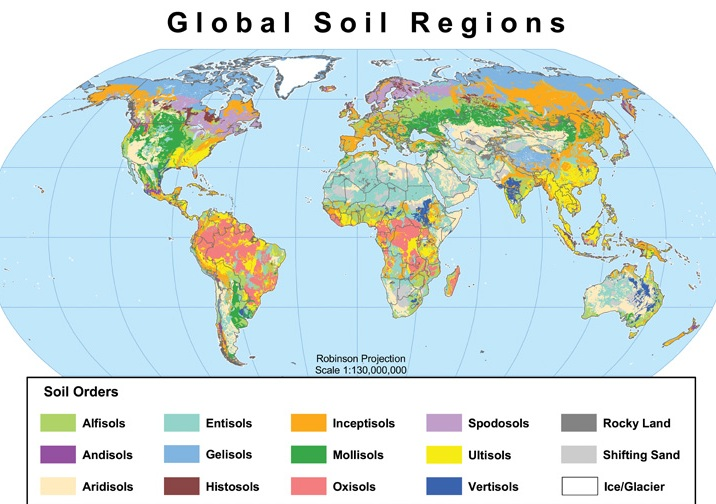 Global Soil Regions
Robinson Projection
Scale 1:130,000,000
Soil Orders
Alfisols
Entisols
Inceptisols
Spodosols
Rocky Land
Andisols
Gelisols
Mollisols
Ultisols
Shifting Sand
Aridisols
Histosols
Oxisols
Vertisols
Ice/Glacier